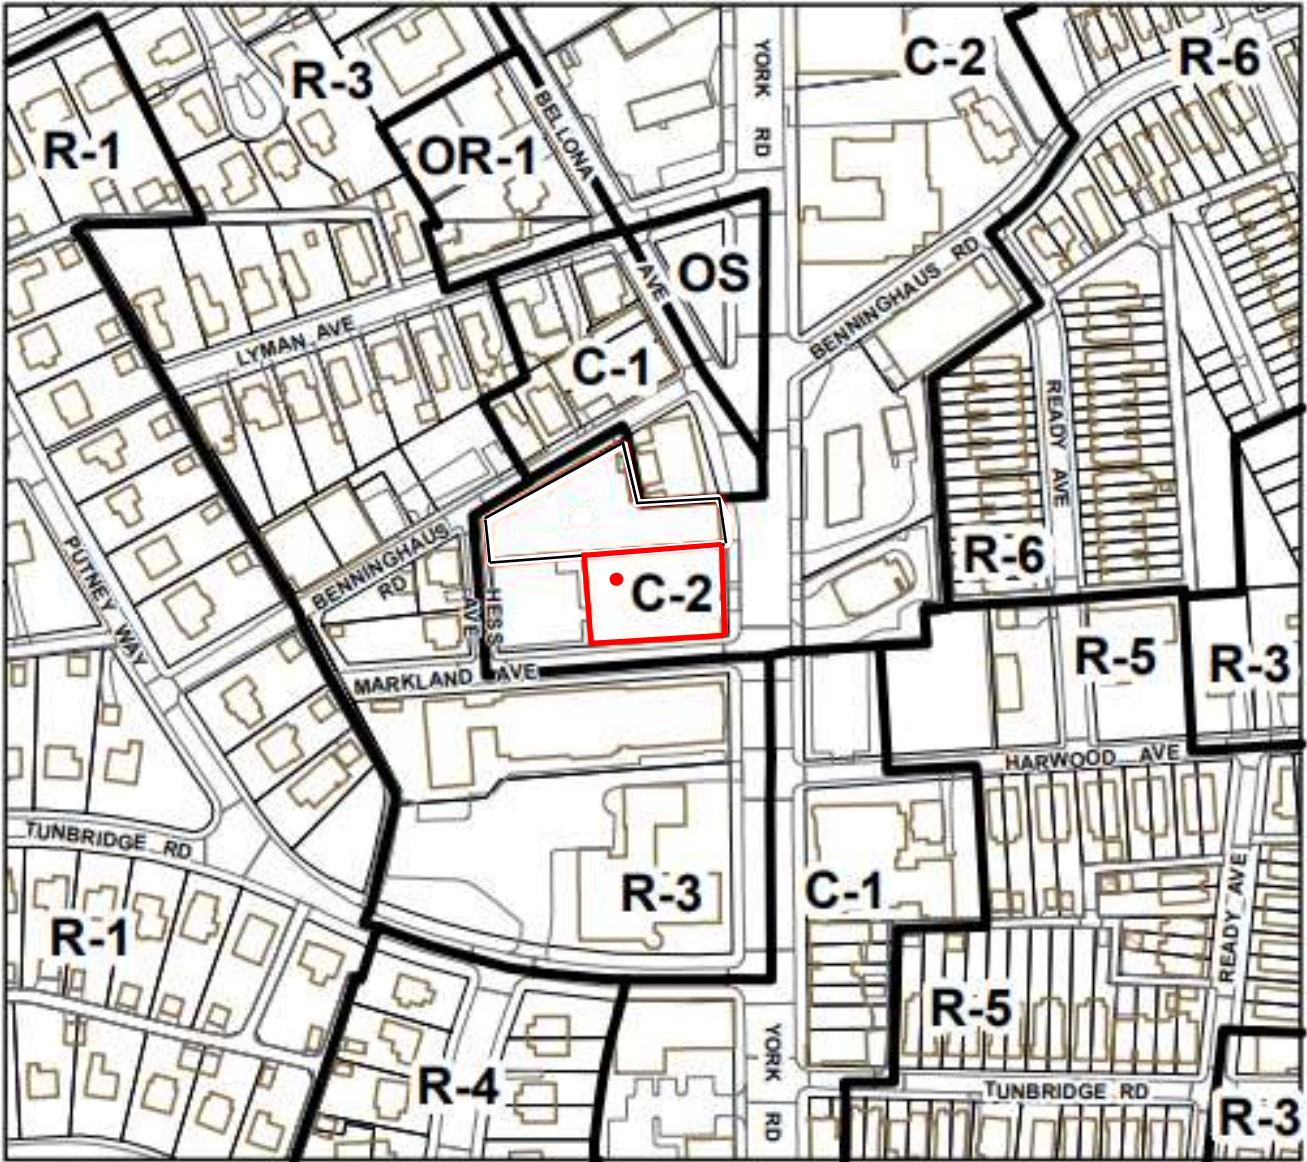 YORK RD
C-2
R-6
R-3
BELLONA AVE
R-1
OR-1
OS
BENNINGHAUS RD
LYMAN AVE
C-1
READY AVE
PUTNEY WAY
BENNINGHAUS
RD
R-6
C-2
HESS
AVE
MARKLAND AVE
R-5
R-3
HARWOOD AVE
TUNBRIDGE RD
R-3
C-1
READY AVE
R-1
R-5
YORK RD
R-4
TUNBRIDGE RD
R-3